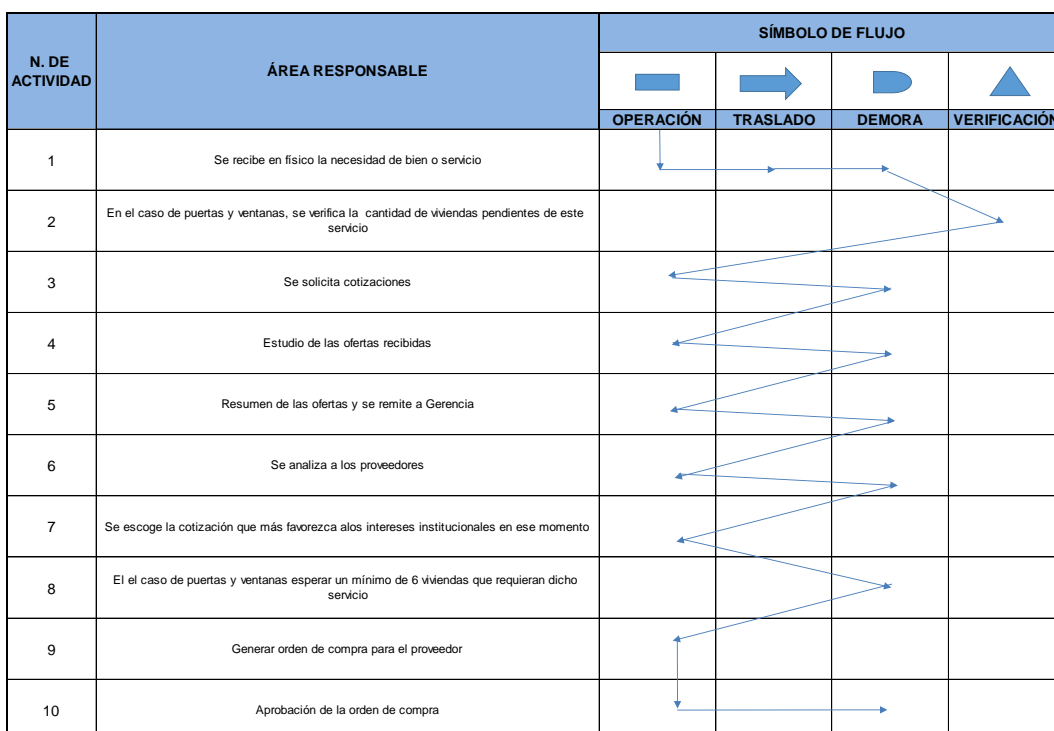 N. DE
ACTIVIDAD
ÁREA RESPONSABLE
SÍMBOLO DE FLUJO
OPERACIÓN
TRASLADO
DEMORA
VERIFICACIÓN
1
Se recibe en físico la necesidad de bien o servicio
2
En el caso de puertas y ventanas, se verifica la cantidad de viviendas pendientes de este
servicio
3
Se solicita cotizaciones
4
Estudio de las ofertas recibidas
5
Resumen de las ofertas y se remite a Gerencia
6
Se analiza a los proveedores
7
Se escoge la cotización que más favorezca alos intereses institucionales en ese momento
8
El el caso de puertas y ventanas esperar un mínimo de 6 viviendas que requieran dicho
servicio
9
Generar orden de compra para el proveedor
10
Aprobación de la orden de compra